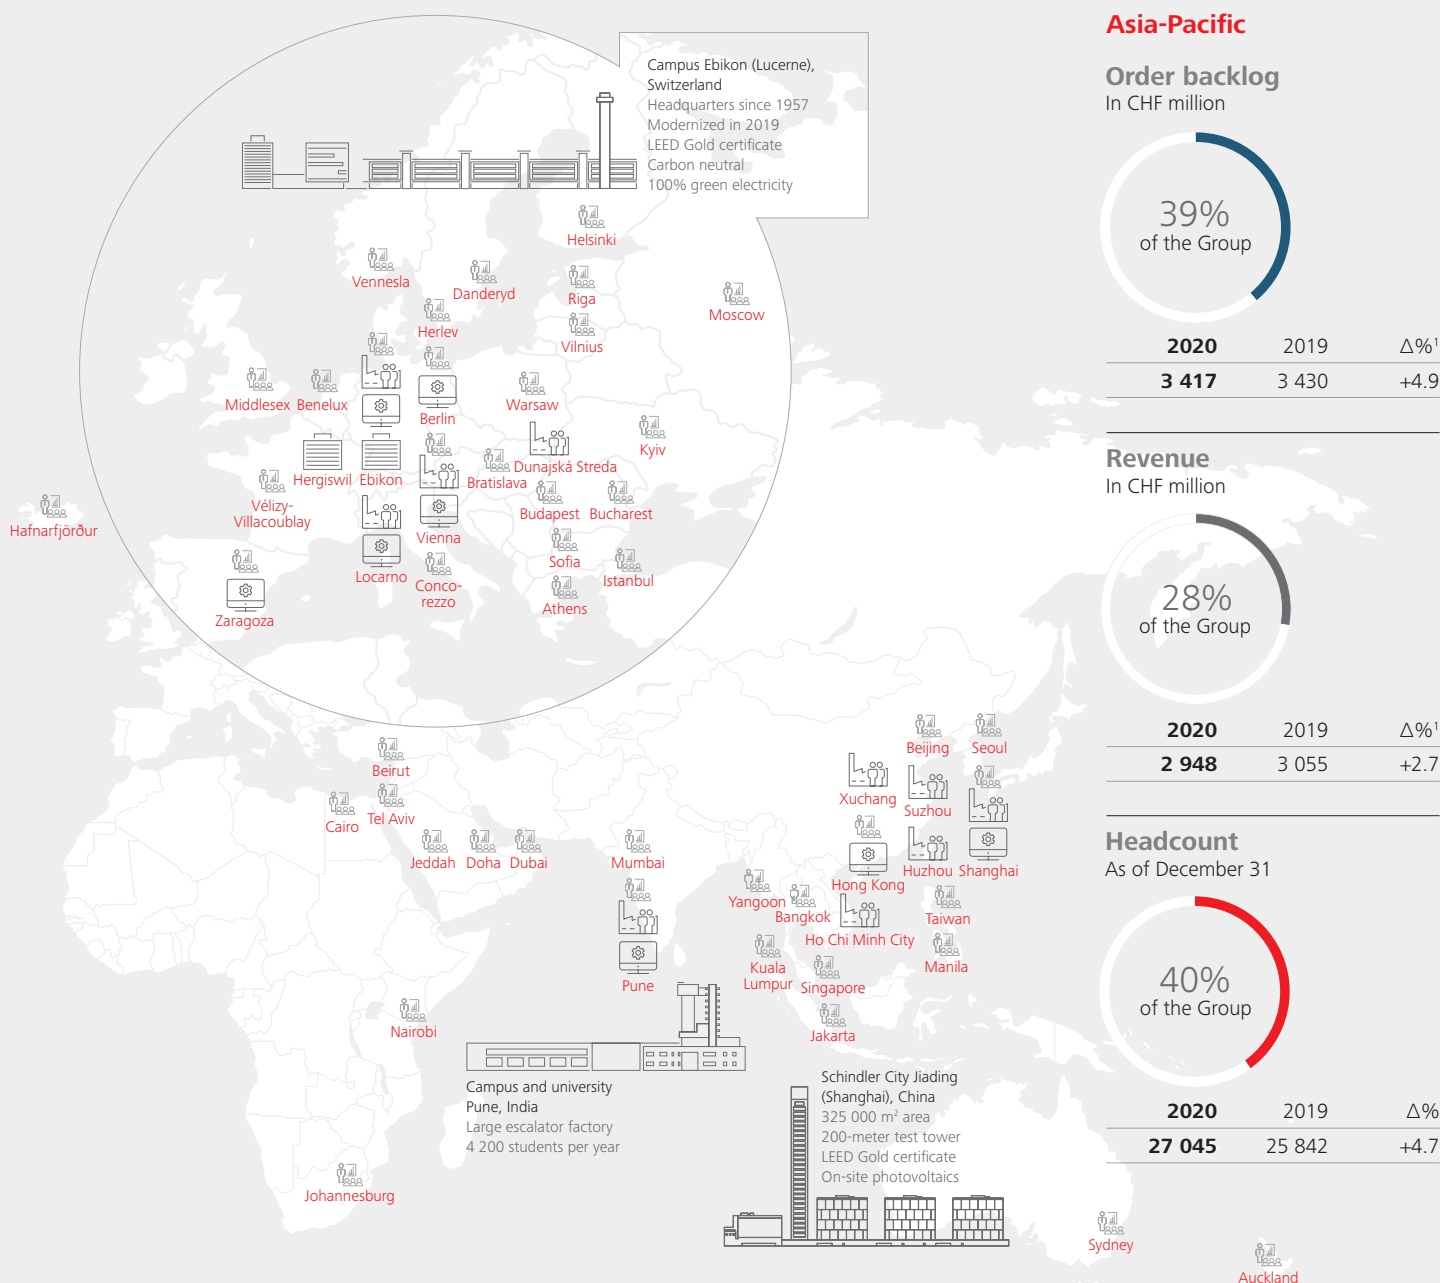 Campus Ebikon (Lucerne),
Switzerland
Headquarters since 1957
Modernized in 2019
LEED Gold certificate
Carbon neutral
100% green electricity
Helsinki
Vennesla
Danderyd
Riga
Moscow
Herlev
Vilnius
Middlesex
Benelux
Berlin
Warsaw
Kyiv
Hergiswil
Ebikon
Bratislava
Dunajská Streda
Vélizy-
Villacoublay
Budapest
Bucharest
Hafnarfjörður
Vienna
Sofia
Locarno
Conco-
rezzo
Istanbul
Athens
Zaragoza
Beirut
Cairo
Tel Aviv
Jeddah
Doha
Dubai
Mumbai
Pune
Beijing
Seoul
Xuchang
Suzhou
Hong Kong
Huzhou
Shanghai
Yangoon
Bangkok
Taiwan
Ho Chi Minh City
Kuala
Lumpur
Singapore
Manila
Jakarta
Nairobi
Johannesburg
Campus and university
Pune, India
Large escalator factory
4 200 students per year
Schindler City Jiading
(Shanghai), China
325 000 m² area
200-meter test tower
LEED Gold certificate
On-site photovoltaics
Sydney
Auckland
Asia-Pacific
Order backlog
In CHF million
39%
of the Group
2020 2019 Δ%¹
3 417 3 430 +4.9
Revenue
In CHF million
28%
of the Group
2020 2019 Δ%¹
2 948 3 055 +2.7
Headcount
As of December 31
40%
of the Group
2020 2019 Δ%
27 045 25 842 +4.7